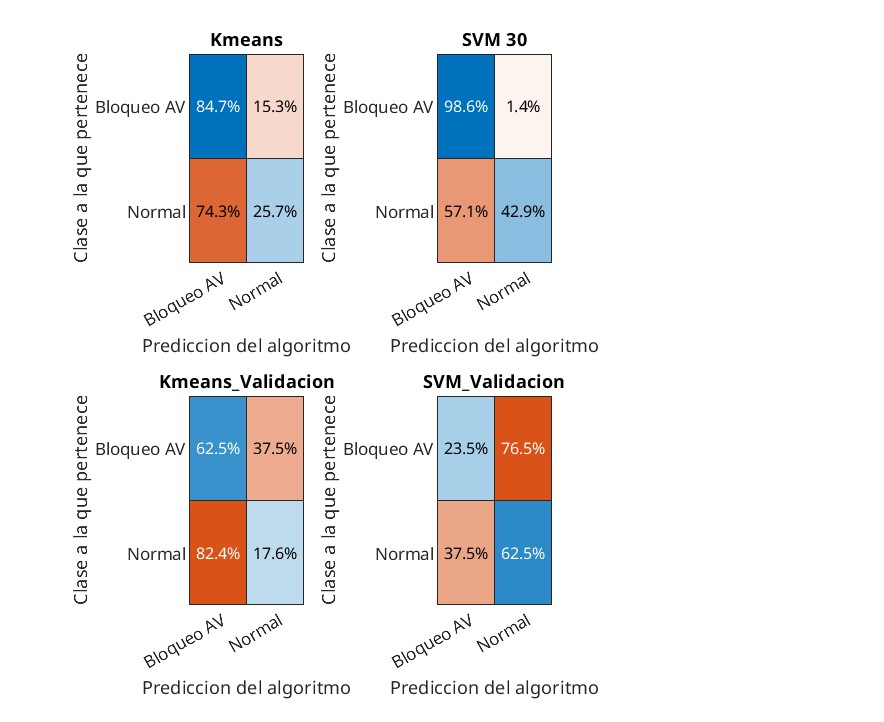 Kmeans
Clase a la que pertenece
Bloqueo AV
84.7%
15.3%
Normal
74.3%
25.7%
Bloqueo AV
Normal
Prediccion del algoritmo
SVM 30
Clase a la que pertenece
Bloqueo AV
98.6%
1.4%
Normal
57.1%
42.9%
Bloqueo AV
Normal
Prediccion del algoritmo
Kmeans_Validacion
Clase a la que pertenece
Bloqueo AV
62.5%
37.5%
Normal
82.4%
17.6%
Bloqueo AV
Normal
Prediccion del algoritmo
SVM_Validacion
Clase a la que pertenece
Bloqueo AV
23.5%
76.5%
Normal
37.5%
62.5%
Bloqueo AV
Normal
Prediccion del algoritmo